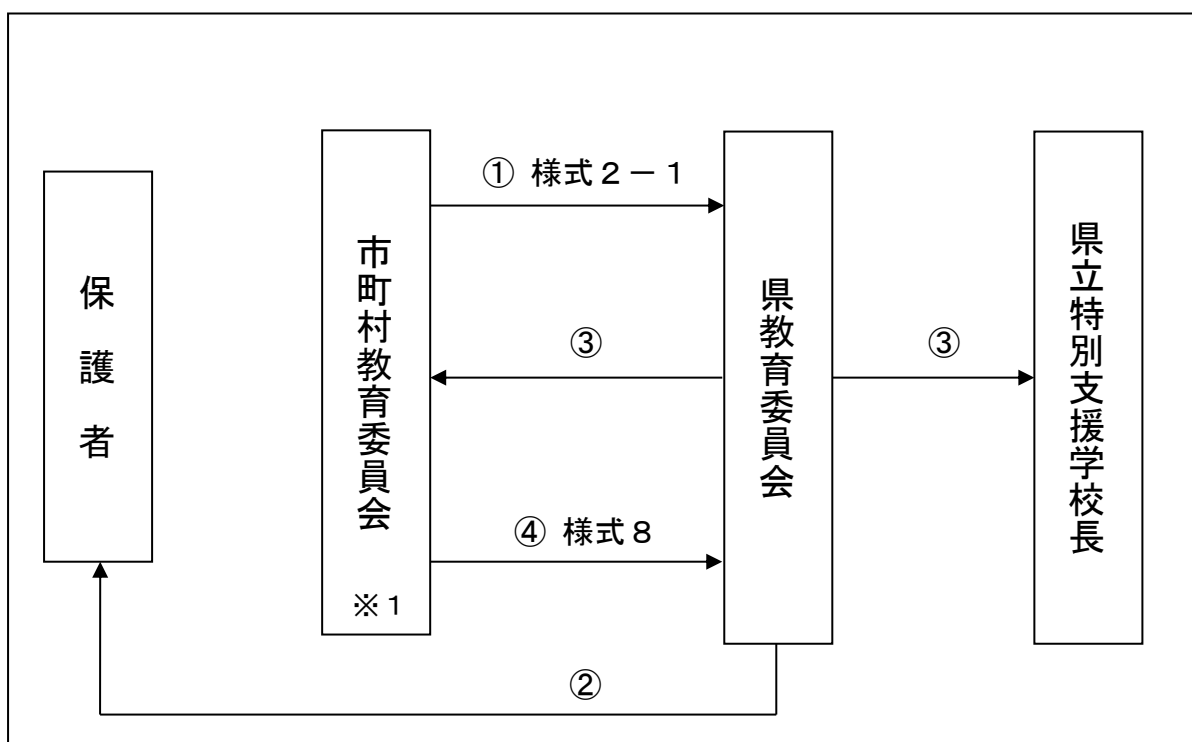 保護者
市町村教育委員会
※1
① 様式2-1
③
④ 様式8
県教育委員会
③
県立特別支援学校長
②